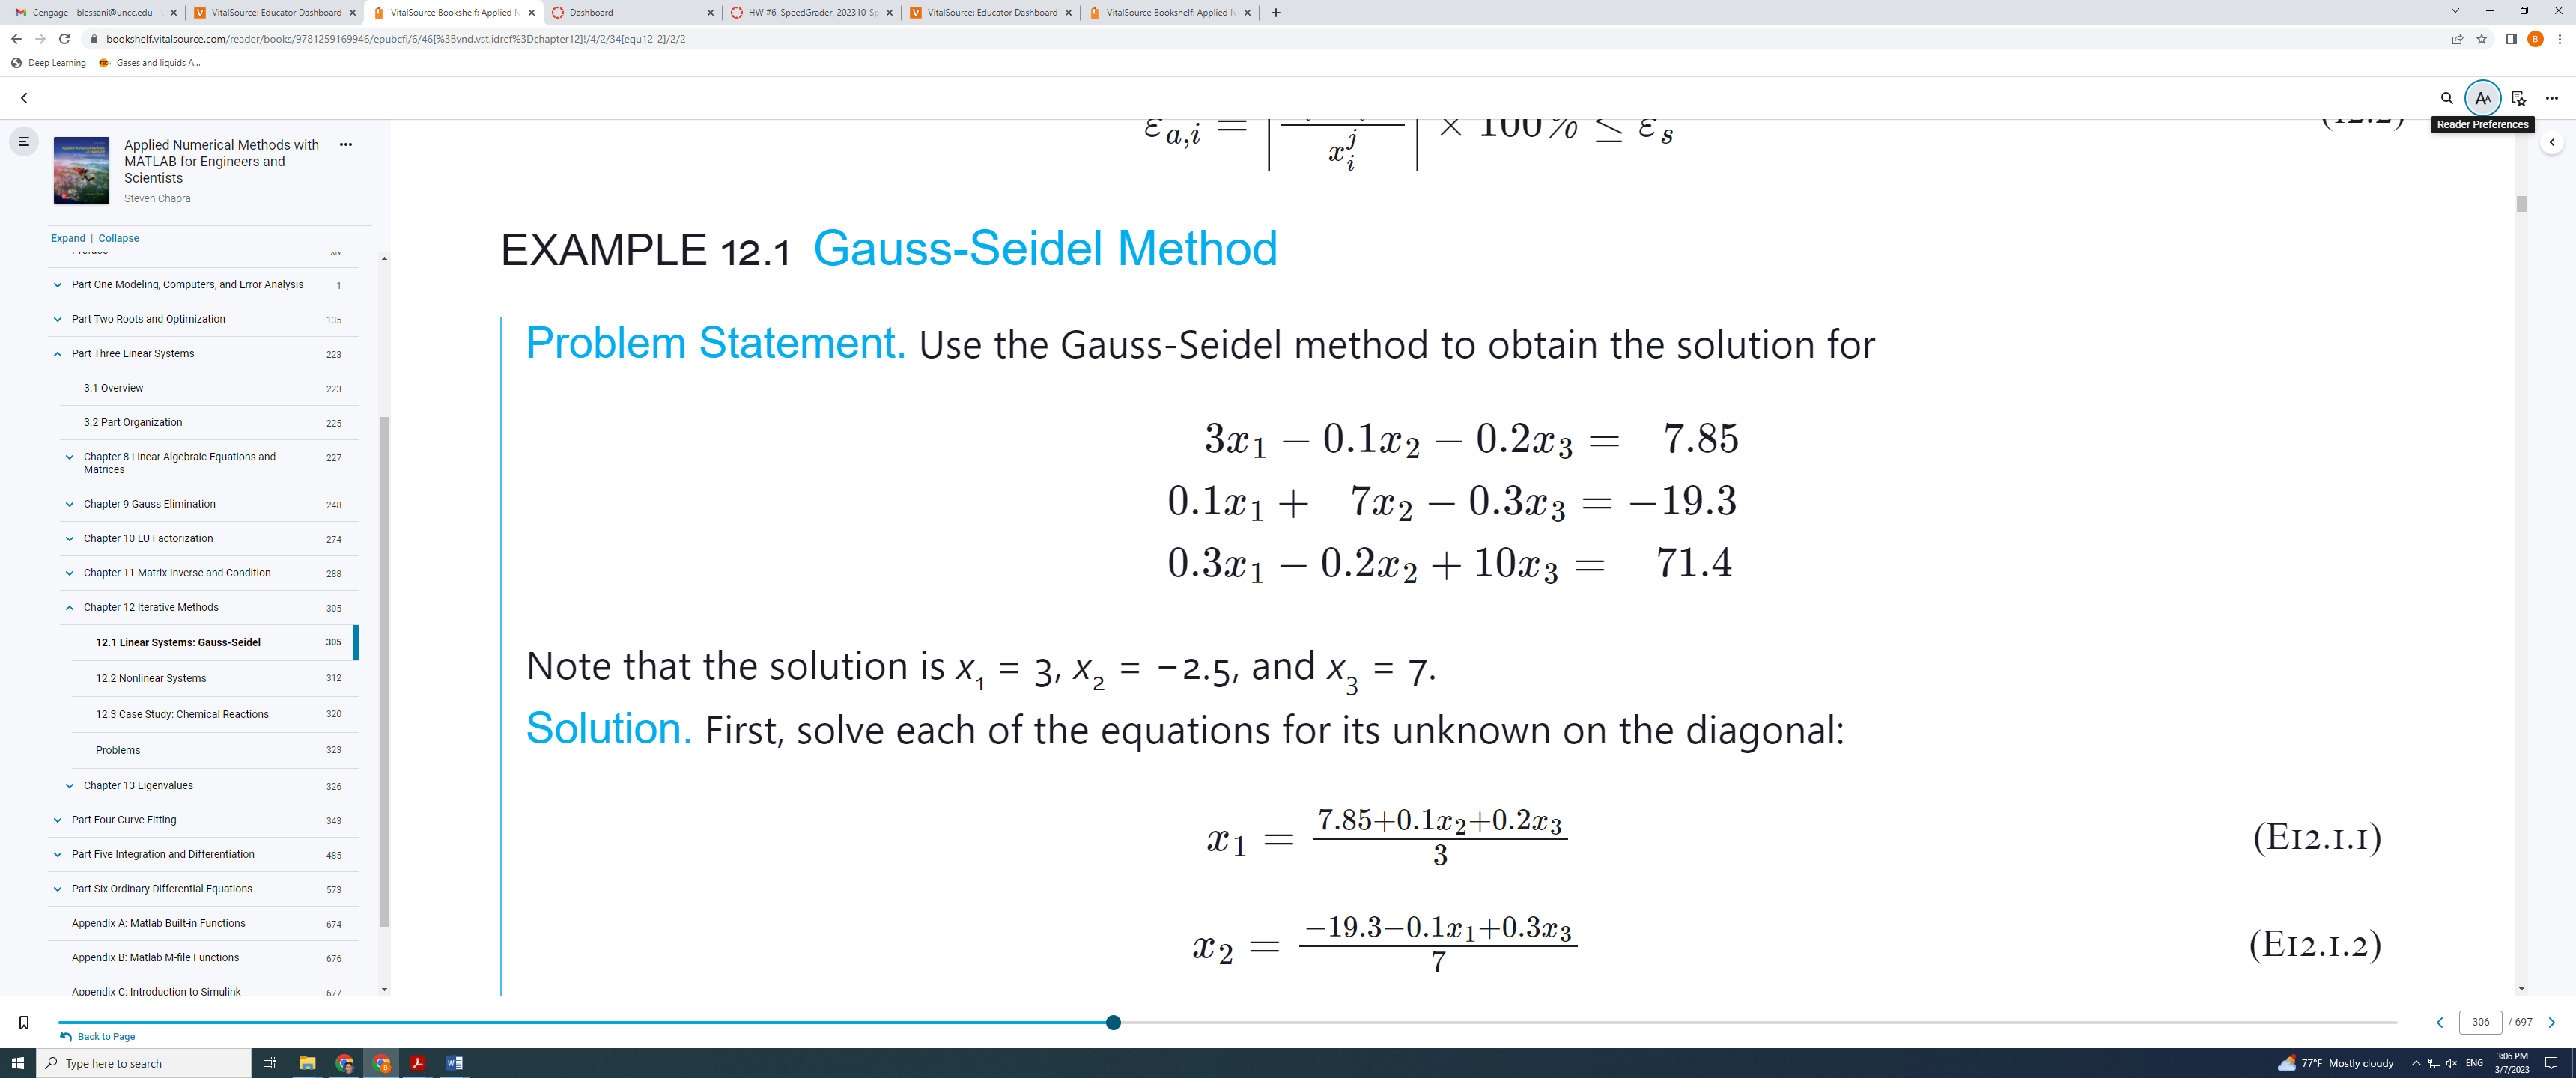 Cengage - blessani@uncc.edu -
VitalSource: Educator Dashboard
VitalSource Bookshelf: Applied N
Dashboard
HW #6, SpeedGrader, 202310-Sp
VitalSource: Educator Dashboard
VitalSource Bookshelf: Applied N
bookshelf.vitalsource.com/reader/books/9781259169946/epubcfi/6/46[%3Bvnd.vst.idref%3Dchapter12]!/4/2/34[equ12-2]/2/2
Deep Learning
Gases and liquids A...
Reader Preferences
Applied Numerical Methods with
MATLAB for Engineers and
Scientists
Steven Chapra
Expand | Collapse
Preface xiv
Part One Modeling, Computers, and Error Analysis 1
Part Two Roots and Optimization 135
Part Three Linear Systems 223
3.1 Overview 223
3.2 Part Organization 225
Chapter 8 Linear Algebraic Equations and
Matrices 227
Chapter 9 Gauss Elimination 248
Chapter 10 LU Factorization 274
Chapter 11 Matrix Inverse and Condition 288
Chapter 12 Iterative Methods 305
12.1 Linear Systems: Gauss-Seidel 305
12.2 Nonlinear Systems 312
12.3 Case Study: Chemical Reactions 320
Problems 323
Chapter 13 Eigenvalues 326
Part Four Curve Fitting 343
Part Five Integration and Differentiation 485
Part Six Ordinary Differential Equations 573
Appendix A: Matlab Built-in Functions 674
Appendix B: Matlab M-file Functions 676
Appendix C: Introduction to Simulink 677
ε_{a,i} = | / x_i^j | × 100% ≤ ε_s (12.2)
EXAMPLE 12.1 Gauss-Seidel Method
Problem Statement. Use the Gauss-Seidel method to obtain the solution for
3x₁ − 0.1x₂ − 0.2x₃ = 7.85
0.1x₁ + 7x₂ − 0.3x₃ = −19.3
0.3x₁ − 0.2x₂ + 10x₃ = 71.4
Note that the solution is x₁ = 3, x₂ = −2.5, and x₃ = 7.
Solution. First, solve each of the equations for its unknown on the diagonal:
x₁ = (7.85+0.1x₂+0.2x₃)/3 (E12.1.1)
x₂ = (−19.3−0.1x₁+0.3x₃)/7 (E12.1.2)
Back to Page
306 / 697
Type here to search
77°F Mostly cloudy
ENG
3:06 PM
3/7/2023